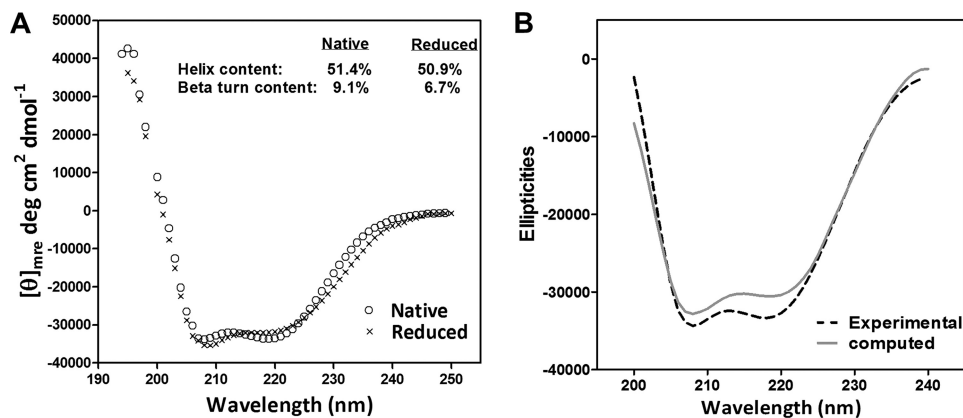 A
Native Reduced
Helix content: 51.4% 50.9%
Beta turn content: 9.1% 6.7%
50000
40000
30000
20000
10000
0
-10000
-20000
-30000
-40000
[θ]mre deg cm² dmol⁻¹
Native
Reduced
190 200 210 220 230 240 250
Wavelength (nm)
B
0
-10000
-20000
-30000
-40000
Ellipticities
Experimental
computed
200 210 220 230 240
Wavelength (nm)